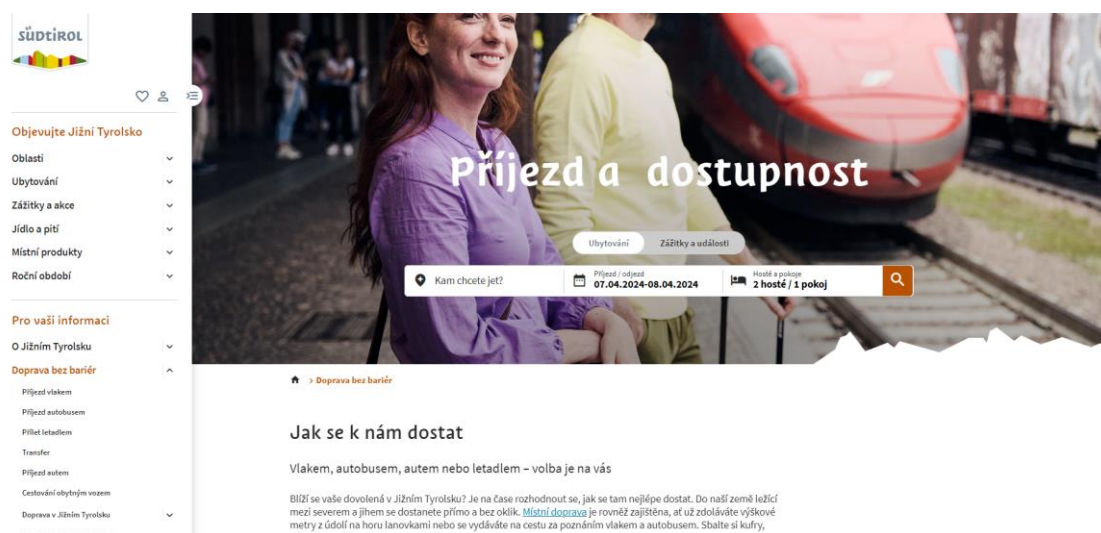 SÜDTIROL
Objevujte Jižní Tyrolsko
Oblasti
Ubytování
Zážitky a akce
Jídlo a pití
Místní produkty
Roční období
Pro vaši informaci
O Jižním Tyrolsku
Doprava bez bariér
Příjezd vlakem
Příjezd autobusem
Přílet letadlem
Transfer
Příjezd autem
Cestování obytným vozem
Doprava v Jižním Tyrolsku
Příjezd a dostupnost
Ubytování Zážitky a události
Kam chcete jet?
Příjezd / odjezd
07.04.2024-08.04.2024
Hosté a pokoje
2 hosté / 1 pokoj
> Doprava bez bariér
Jak se k nám dostat
Vlakem, autobusem, autem nebo letadlem – volba je na vás
Blíží se vaše dovolená v Jižním Tyrolsku? Je na čase rozhodnout se, jak se tam nejlépe dostat. Do naší země ležící
mezi severem a jihem se dostanete přímo a bez oklik. Místní doprava je rovněž zajištěna, ať už zdoláváte výškové
metry z údolí na horu lanovkami nebo se vydáváte na cestu za poznáním vlakem a autobusem. Sbalte si kufry,